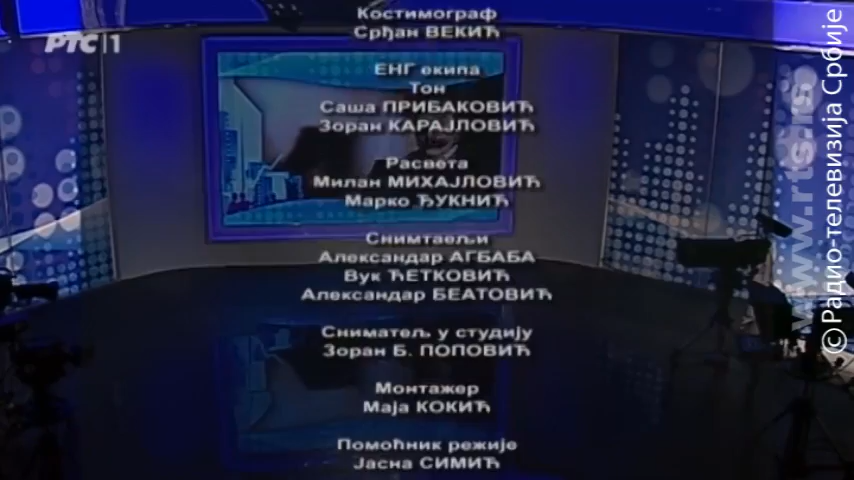 Костимограф
Срђан ВЕКИЋ
РТС|1
ЕНГ екипа
Тон
Саша ПРИБАКОВИЋ
Зоран КАРАЈЛОВИЋ
Расвета
Милан МИХАЈЛОВИЋ
Марко ЂУКНИЋ
Снимтаељи
Александар АГБАБА
Вук ЋЕТКОВИЋ
Александар БЕАТОВИЋ
Сниматељ у студију
Зоран Б. ПОПОВИЋ
Монтажер
Маја КОКИЋ
Помоћник режије
Јасна СИМИЋ
www.rts.rs
© Радио-телевизија Србије